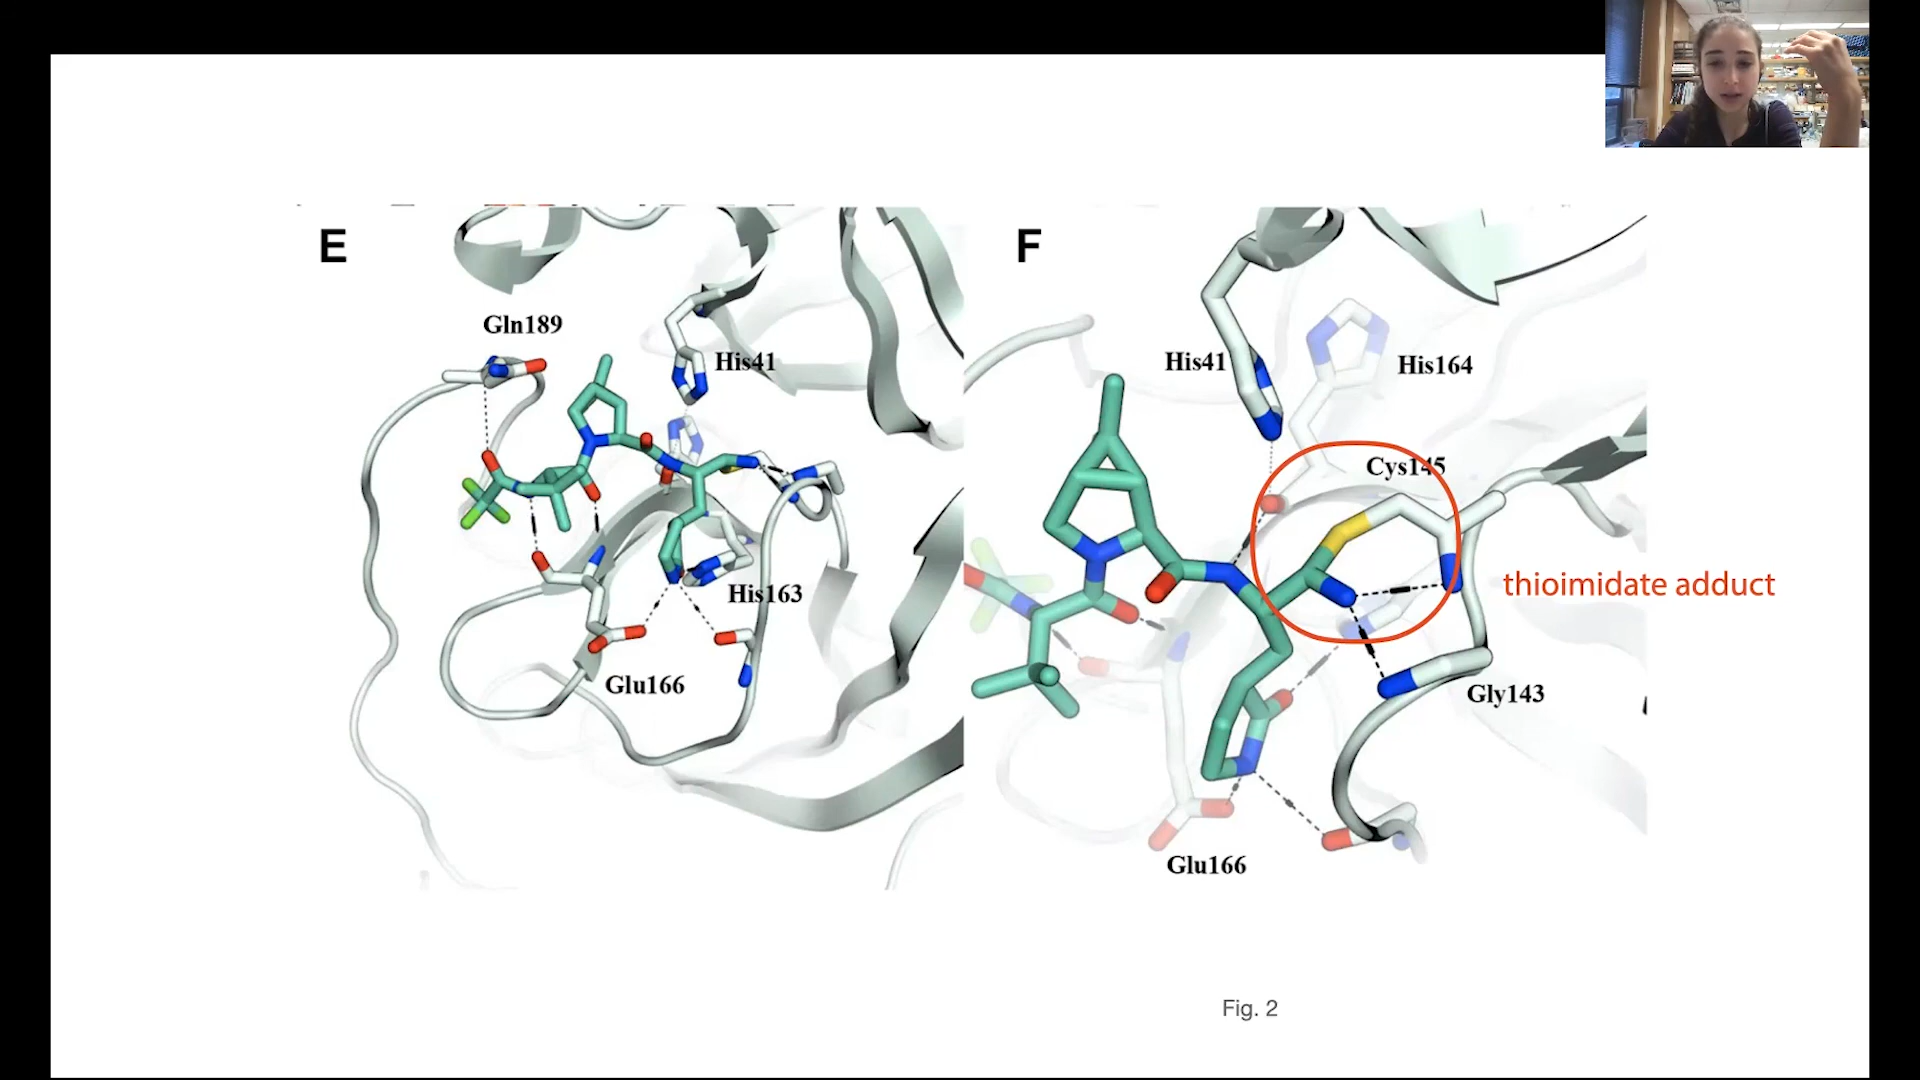 E
F
Gln189
His41
His163
Glu166
His41
His164
Cys145
thioimidate adduct
Gly143
Glu166
Fig. 2